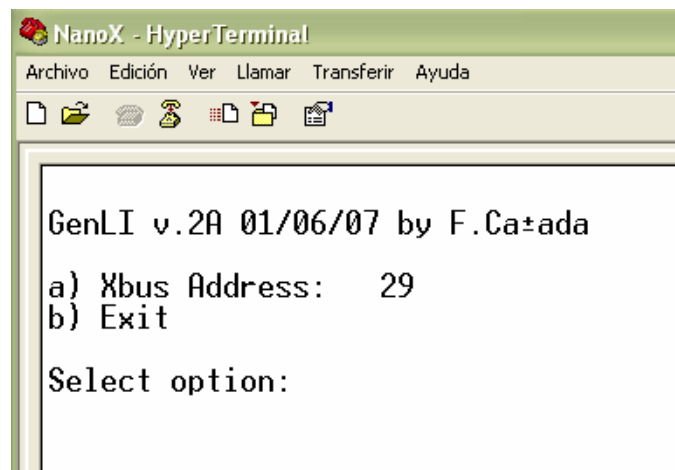 NanoX - HyperTerminal
Archivo Edición Ver Llamar Transferir Ayuda
GenLI v.2A 01/06/07 by F.Ca±ada
a) Xbus Address: 29
b) Exit
Select option: